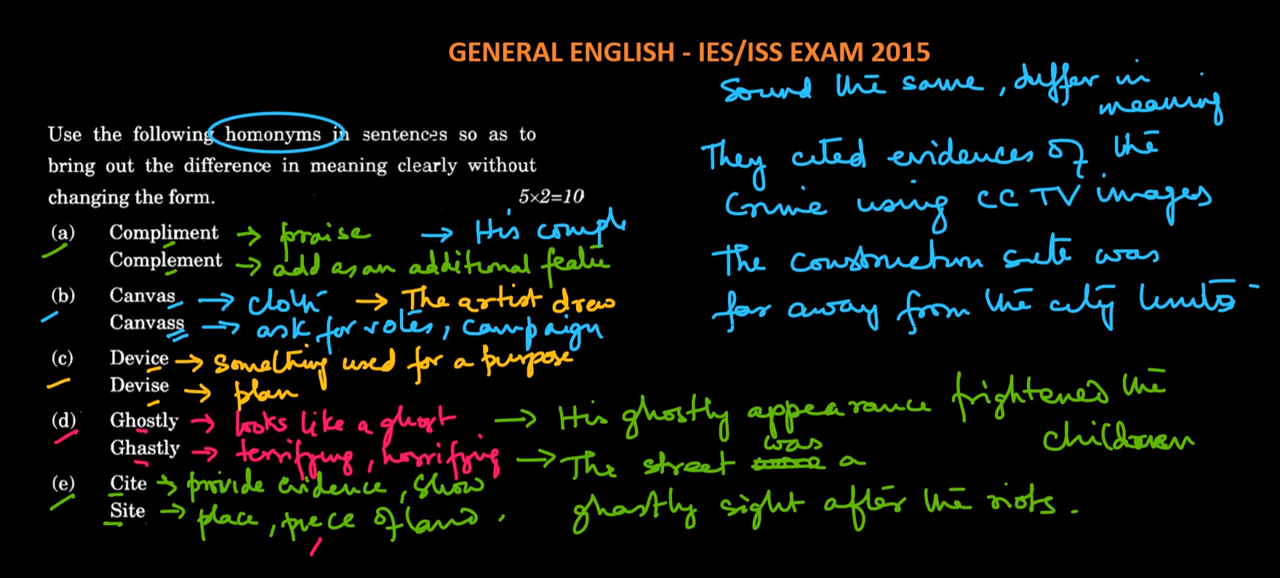 GENERAL ENGLISH - IES/ISS EXAM 2015
Sound the same, differ in
meaning
Use the following homonyms in sentences so as to
bring out the difference in meaning clearly without
changing the form. 5×2=10
They cited evidences of the
crime using CCTV images
The construction site was
far away from the city limits
(a) Compliment → praise → His compl
Complement → add as an additional featu
(b) Canvas → cloth → The artist drew
Canvass → ask for votes, campaign
(c) Device → something used for a purpose
Devise → plan
(d) Ghostly → looks like a ghost → His ghostly appearance frightened the
children
Ghastly → terrifying, horrifying → The street was a
ghastly sight after the riots.
(e) Cite → provide evidence, show
Site → place, piece of land.